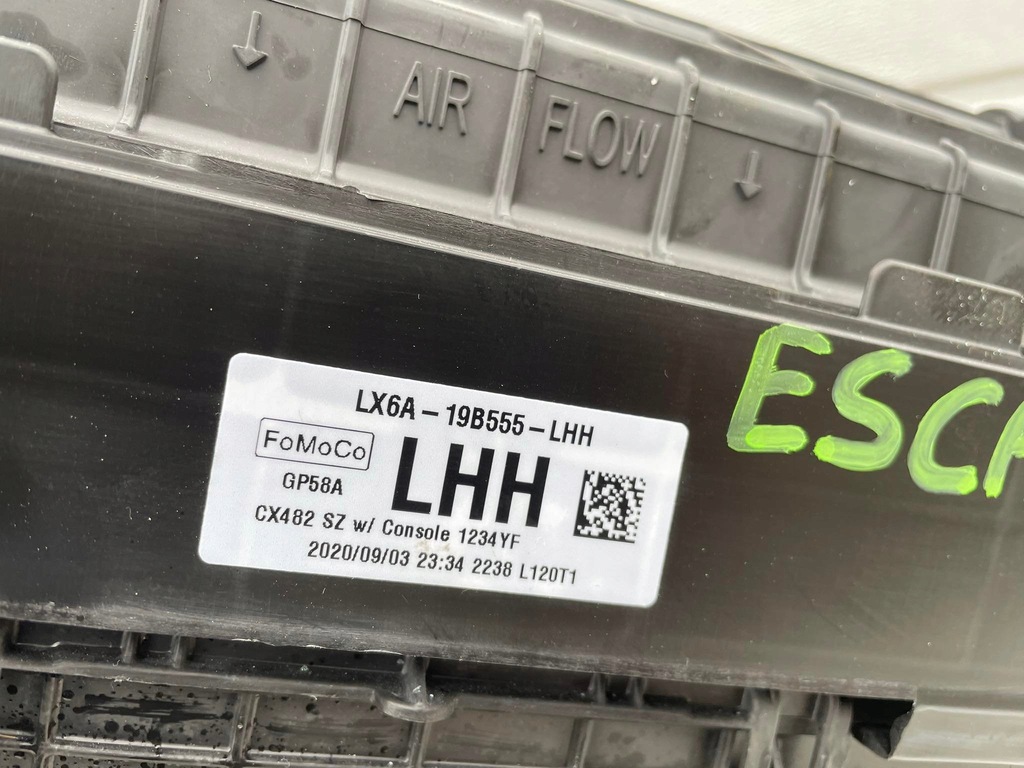 AIR FLOW
LX6A-19B555-LHH
FoMoCo
GP58A
LHH
CX482 SZ w/ Console 1234YF
2020/09/03 23:34 2238 L120T1
ESCA